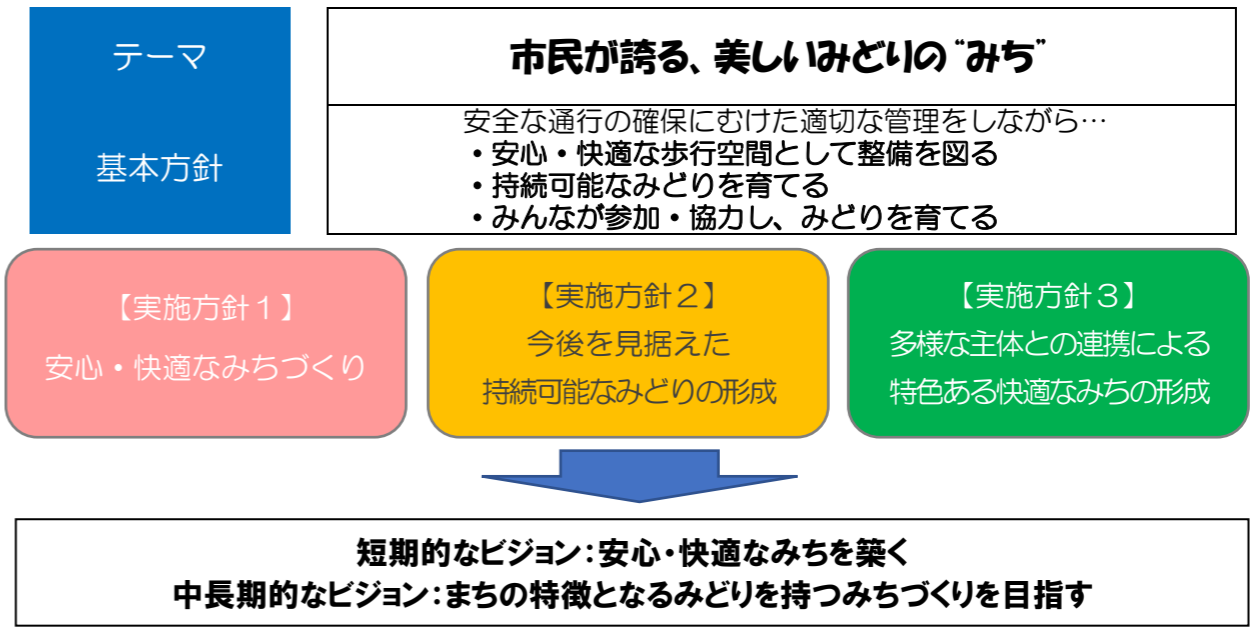 テーマ
市民が誇る、美しいみどりの“みち”
基本方針
安全な通行の確保にむけた適切な管理をしながら…
・安心・快適な歩行空間として整備を図る
・持続可能なみどりを育てる
・みんなが参加・協力し、みどりを育てる
【実施方針１】
安心・快適なみちづくり
【実施方針２】
今後を見据えた
持続可能なみどりの形成
【実施方針３】
多様な主体との連携による
特色ある快適なみちの形成
短期的なビジョン：安心・快適なみちを築く
中長期的なビジョン：まちの特徴となるみどりを持つみちづくりを目指す